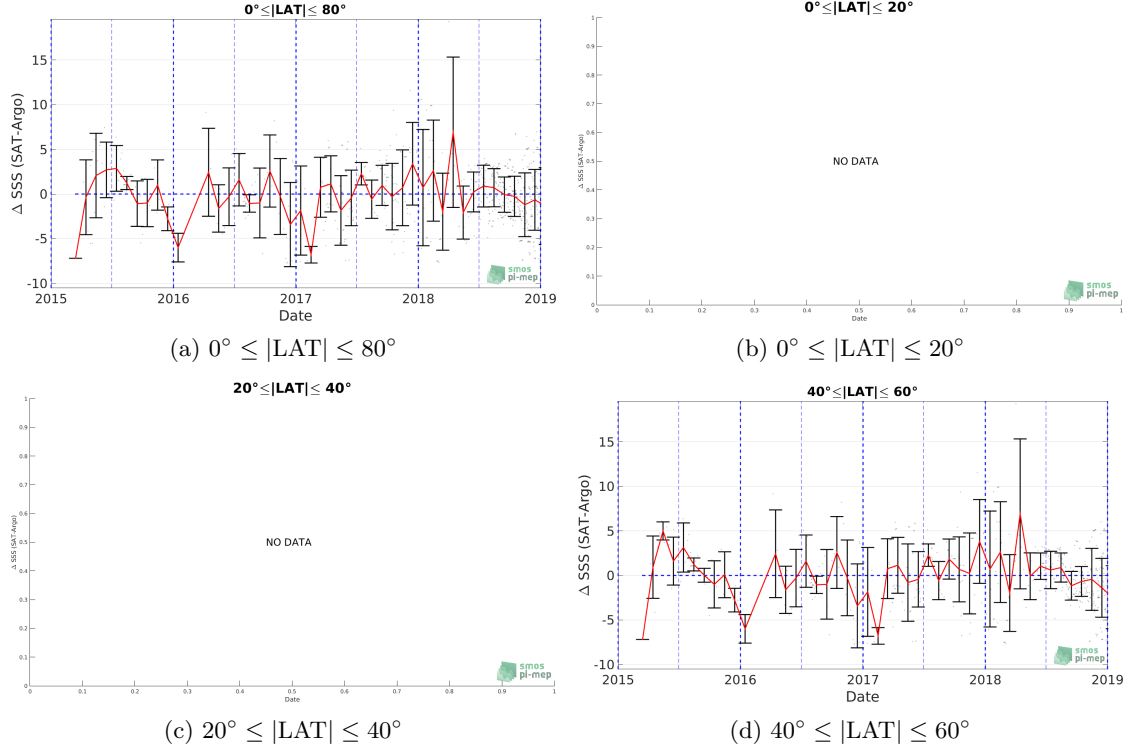 0°≤|LAT|≤ 80°
Δ SSS (SAT-Argo)
15
10
5
0
-5
-10
2015 2016 2017 2018 2019
Date
smos
pi-mep
(a) 0° ≤ |LAT| ≤ 80°
0°≤|LAT|≤ 20°
Δ SSS (SAT-Argo)
1
0.9
0.8
0.7
0.6
0.5
0.4
0.3
0.2
0.1
0
NO DATA
0 0.1 0.2 0.3 0.4 0.5 0.6 0.7 0.8 0.9 1
Date
smos
pi-mep
(b) 0° ≤ |LAT| ≤ 20°
20°≤|LAT|≤ 40°
Δ SSS (SAT-Argo)
1
0.9
0.8
0.7
0.6
0.5
0.4
0.3
0.2
0.1
0
NO DATA
0 0.1 0.2 0.3 0.4 0.5 0.6 0.7 0.8 0.9 1
Date
smos
pi-mep
(c) 20° ≤ |LAT| ≤ 40°
40°≤|LAT|≤ 60°
Δ SSS (SAT-Argo)
15
10
5
0
-5
-10
2015 2016 2017 2018 2019
Date
smos
pi-mep
(d) 40° ≤ |LAT| ≤ 60°